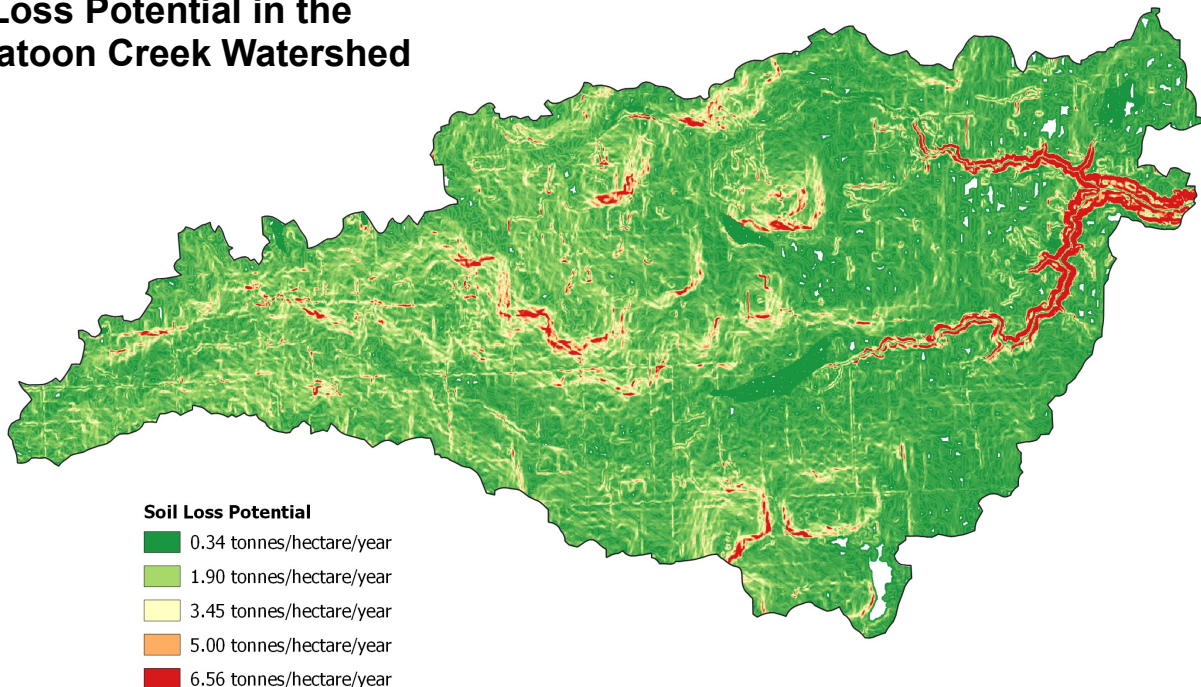 Loss Potential in the
atoon Creek Watershed
Soil Loss Potential
0.34 tonnes/hectare/year
1.90 tonnes/hectare/year
3.45 tonnes/hectare/year
5.00 tonnes/hectare/year
6.56 tonnes/hectare/year